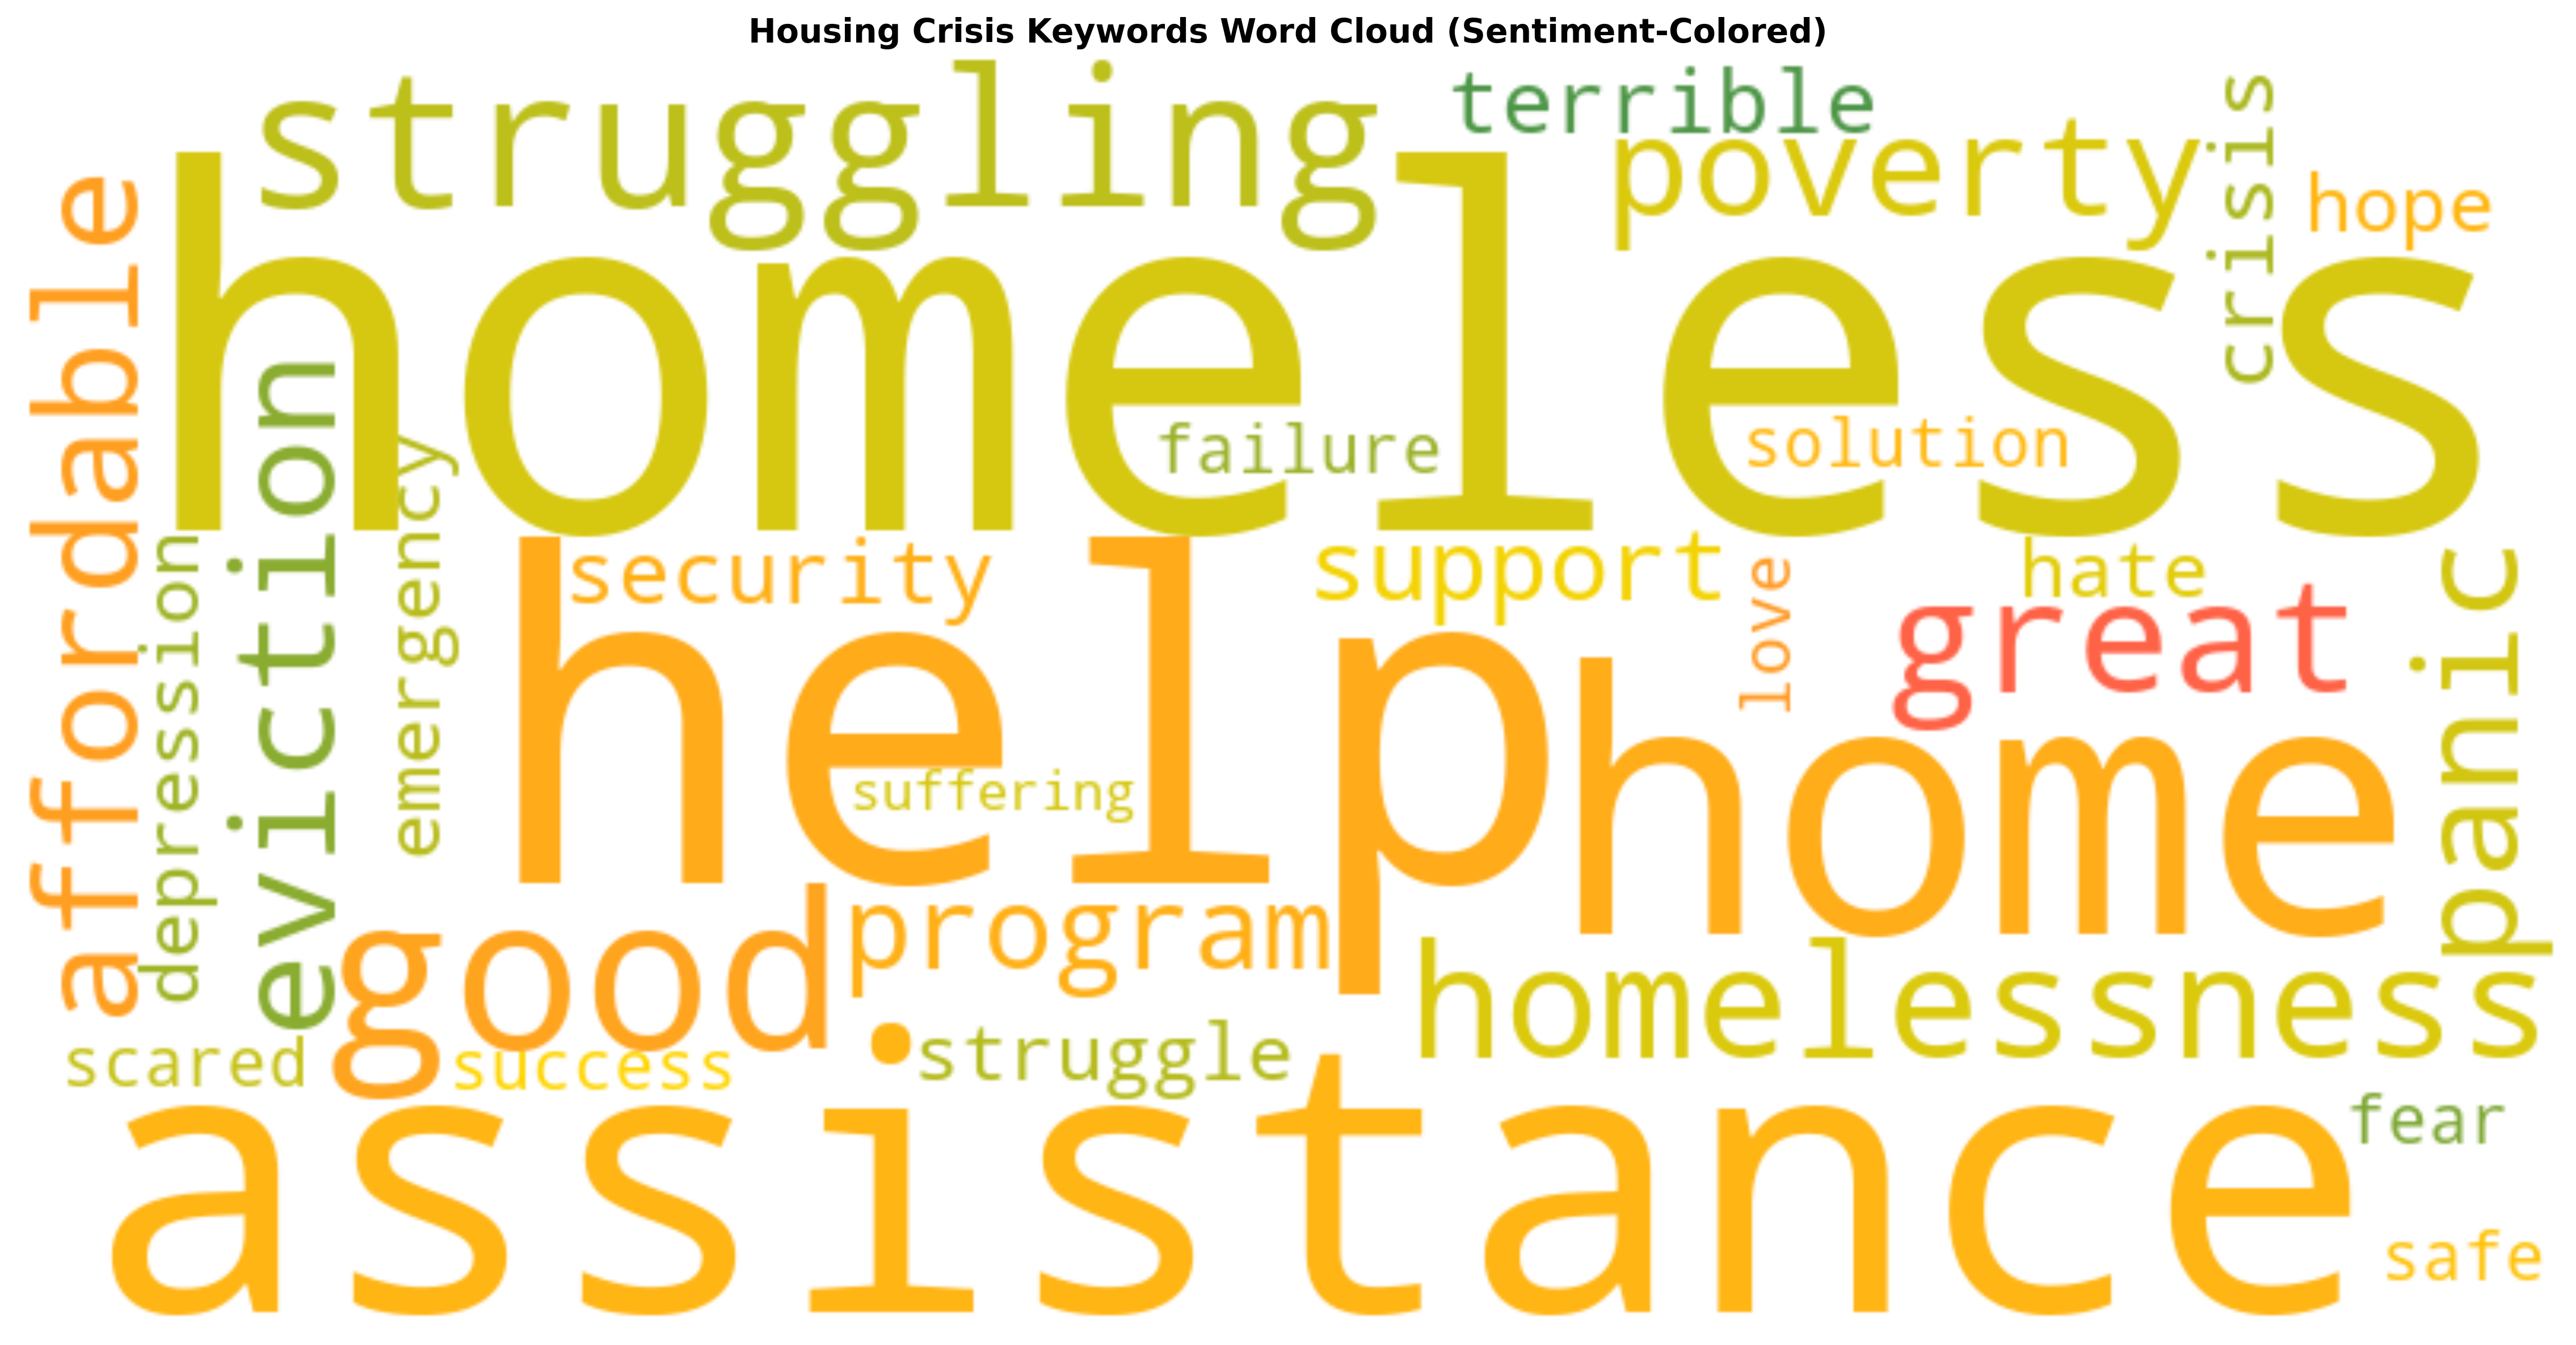 Housing Crisis Keywords Word Cloud (Sentiment-Colored)
struggling
terrible
poverty
crisis
hope
affordable
homeless
failure
solution
eviction
emergency
depression
security
support
love
hate
great
panic
help
suffering
home
good
program
homelessness
scared
success
struggle
assistance
fear
safe